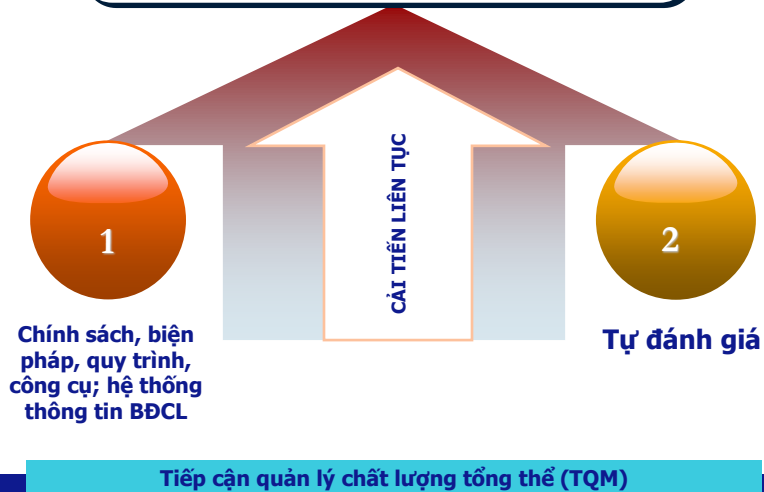 CẢI TIẾN LIÊN TỤC
1
2
Chính sách, biện
pháp, quy trình,
công cụ; hệ thống
thông tin BĐCL
Tự đánh giá
Tiếp cận quản lý chất lượng tổng thể (TQM)